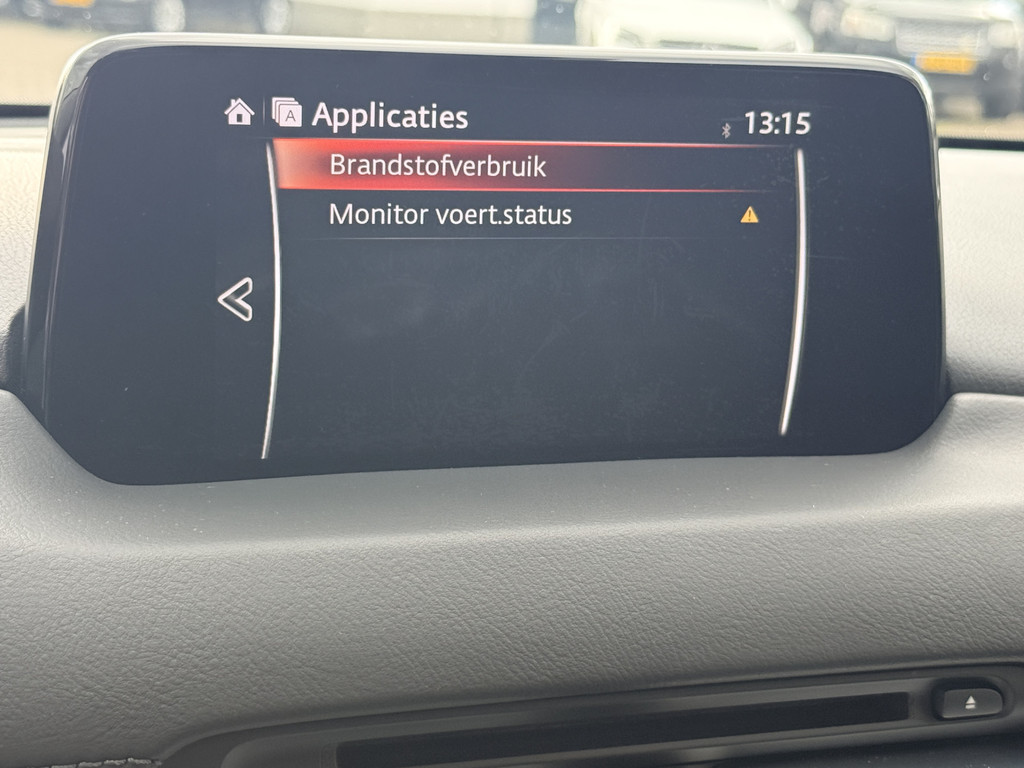 A Applicaties
13:15
Brandstofverbruik
Monitor voert.status